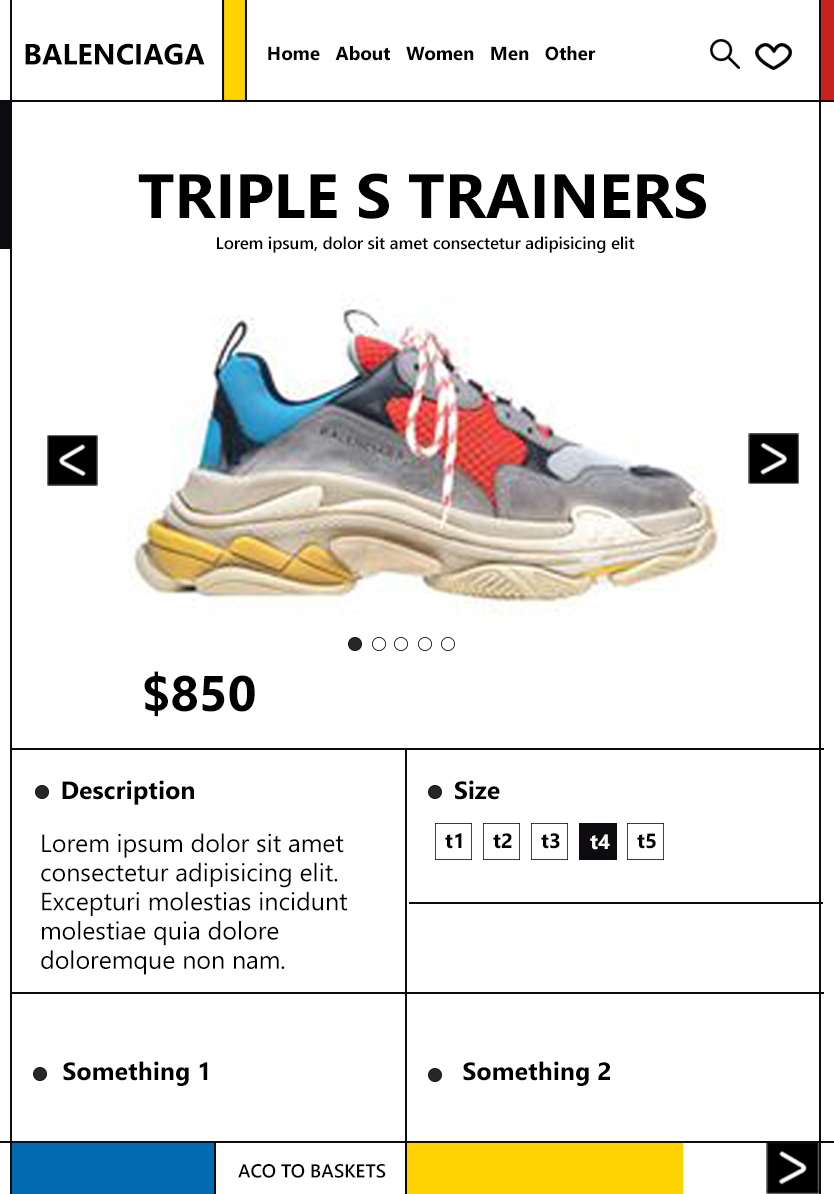 BALENCIAGA
Home About Women Men Other
TRIPLE S TRAINERS
Lorem ipsum, dolor sit amet consectetur adipisicing elit
BALENCIAGA
<
>
$850
Description
Lorem ipsum dolor sit amet
consectetur adipisicing elit.
Excepturi molestias incidunt
molestiae quia dolore
doloremque non nam.
Size
t1 t2 t3 t4 t5
Something 1
Something 2
ACO TO BASKETS
>